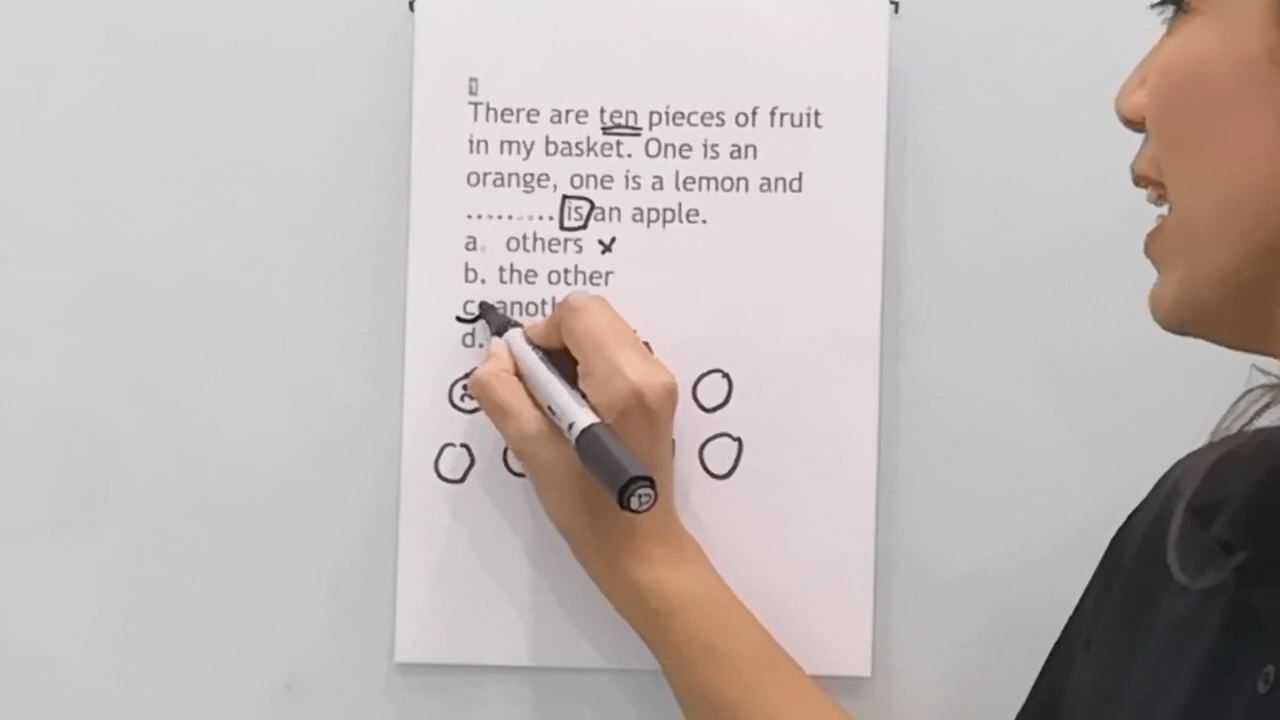 1
There are ten pieces of fruit
in my basket. One is an
orange, one is a lemon and
......... is an apple.
a. others x
b. the other
c.
d.